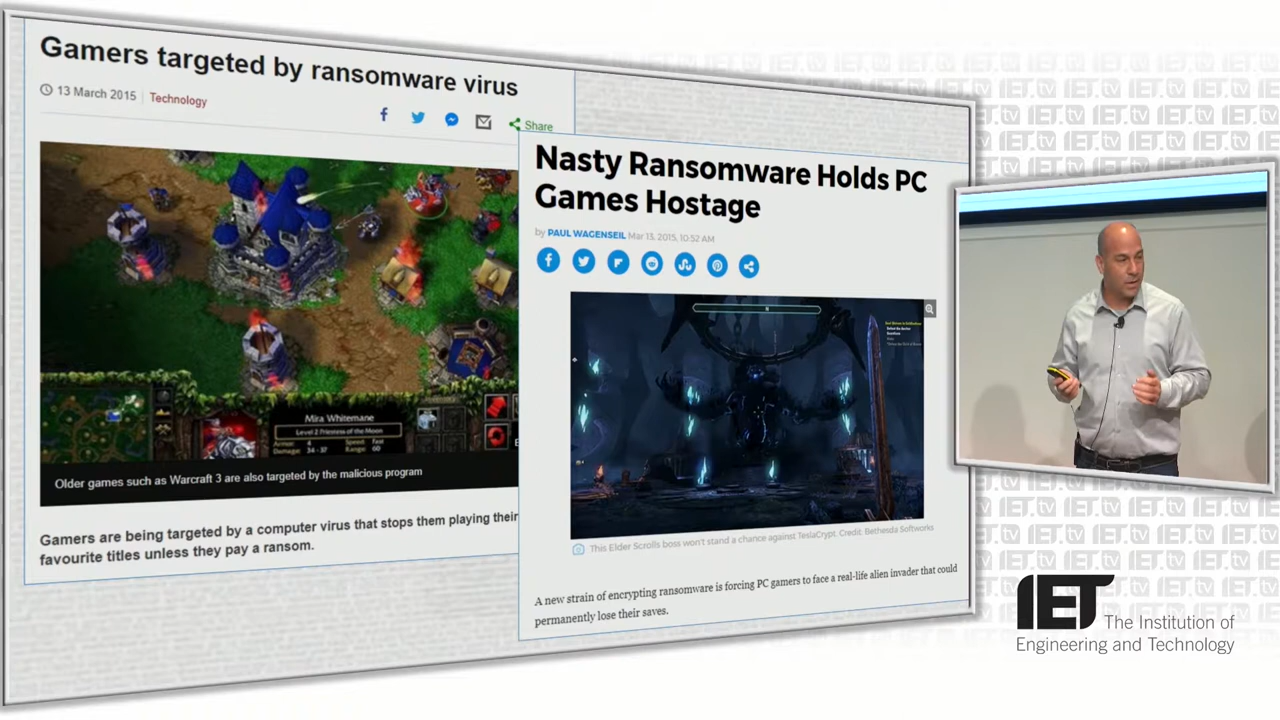 Gamers targeted by ransomware virus
13 March 2015 | Technology
Share
Mira Whitemane
Level 2 Priestess of the Moon
Older games such as Warcraft 3 are also targeted by the malicious program
Gamers are being targeted by a computer virus that stops them playing their
favourite titles unless they pay a ransom.
Nasty Ransomware Holds PC
Games Hostage
by PAUL WAGENSEIL Mar 13, 2015, 10:52 AM
This Elder Scrolls boss won't stand a chance against TeslaCrypt. Credit: Bethesda Softworks
A new strain of encrypting ransomware is forcing PC gamers to face a real-life alien invader that could
permanently lose their saves.
IET.tv
IET The Institution of
Engineering and Technology